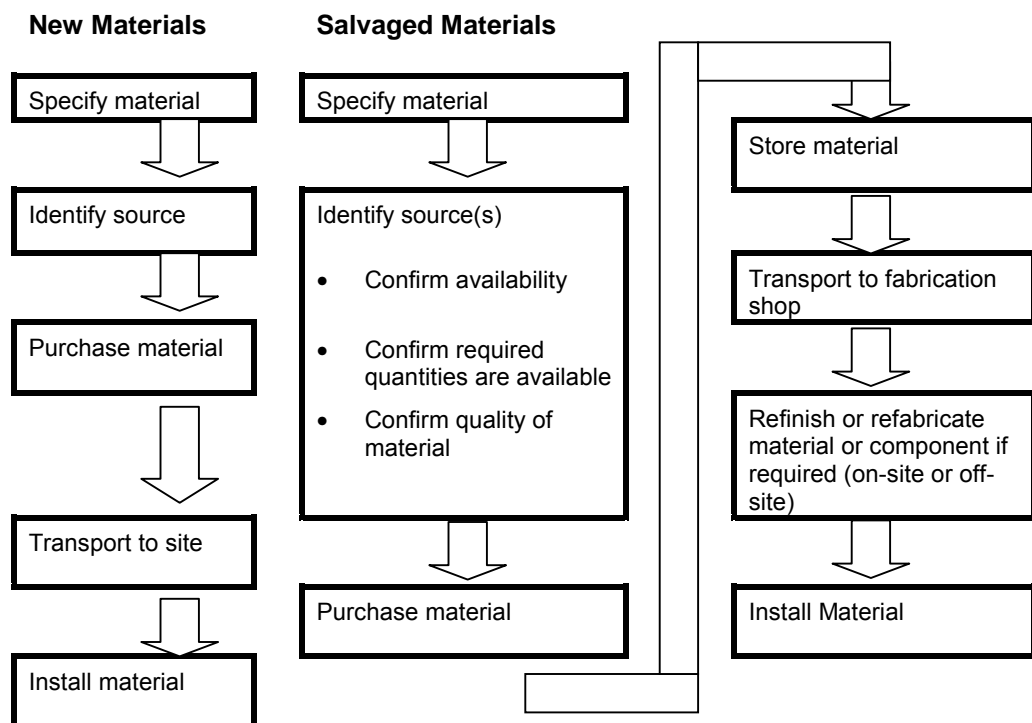 New Materials
Specify material
Identify source
Purchase material
Transport to site
Install material
Salvaged Materials
Specify material
Identify source(s)
• Confirm availability
• Confirm required
quantities are available
• Confirm quality of
material
Purchase material
Store material
Transport to fabrication
shop
Refinish or refabricate
material or component if
required (on-site or off-
site)
Install Material